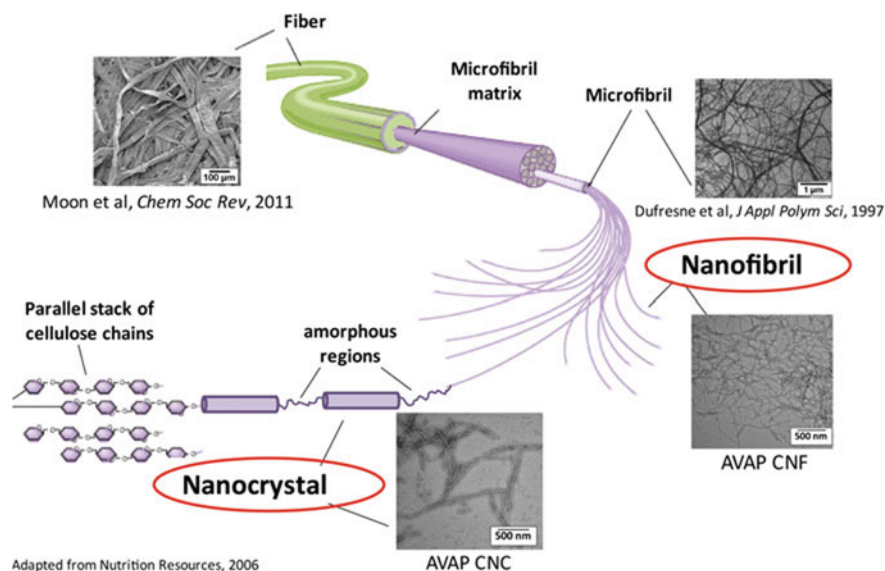 Fiber
Microfibril
matrix
Microfibril
100 μm
1 μm
Moon et al, Chem Soc Rev, 2011
Dufresne et al, J Appl Polym Sci, 1997
Nanofibril
Parallel stack of
cellulose chains
amorphous
regions
500 nm
AVAP CNF
Nanocrystal
500 nm
AVAP CNC
Adapted from Nutrition Resources, 2006